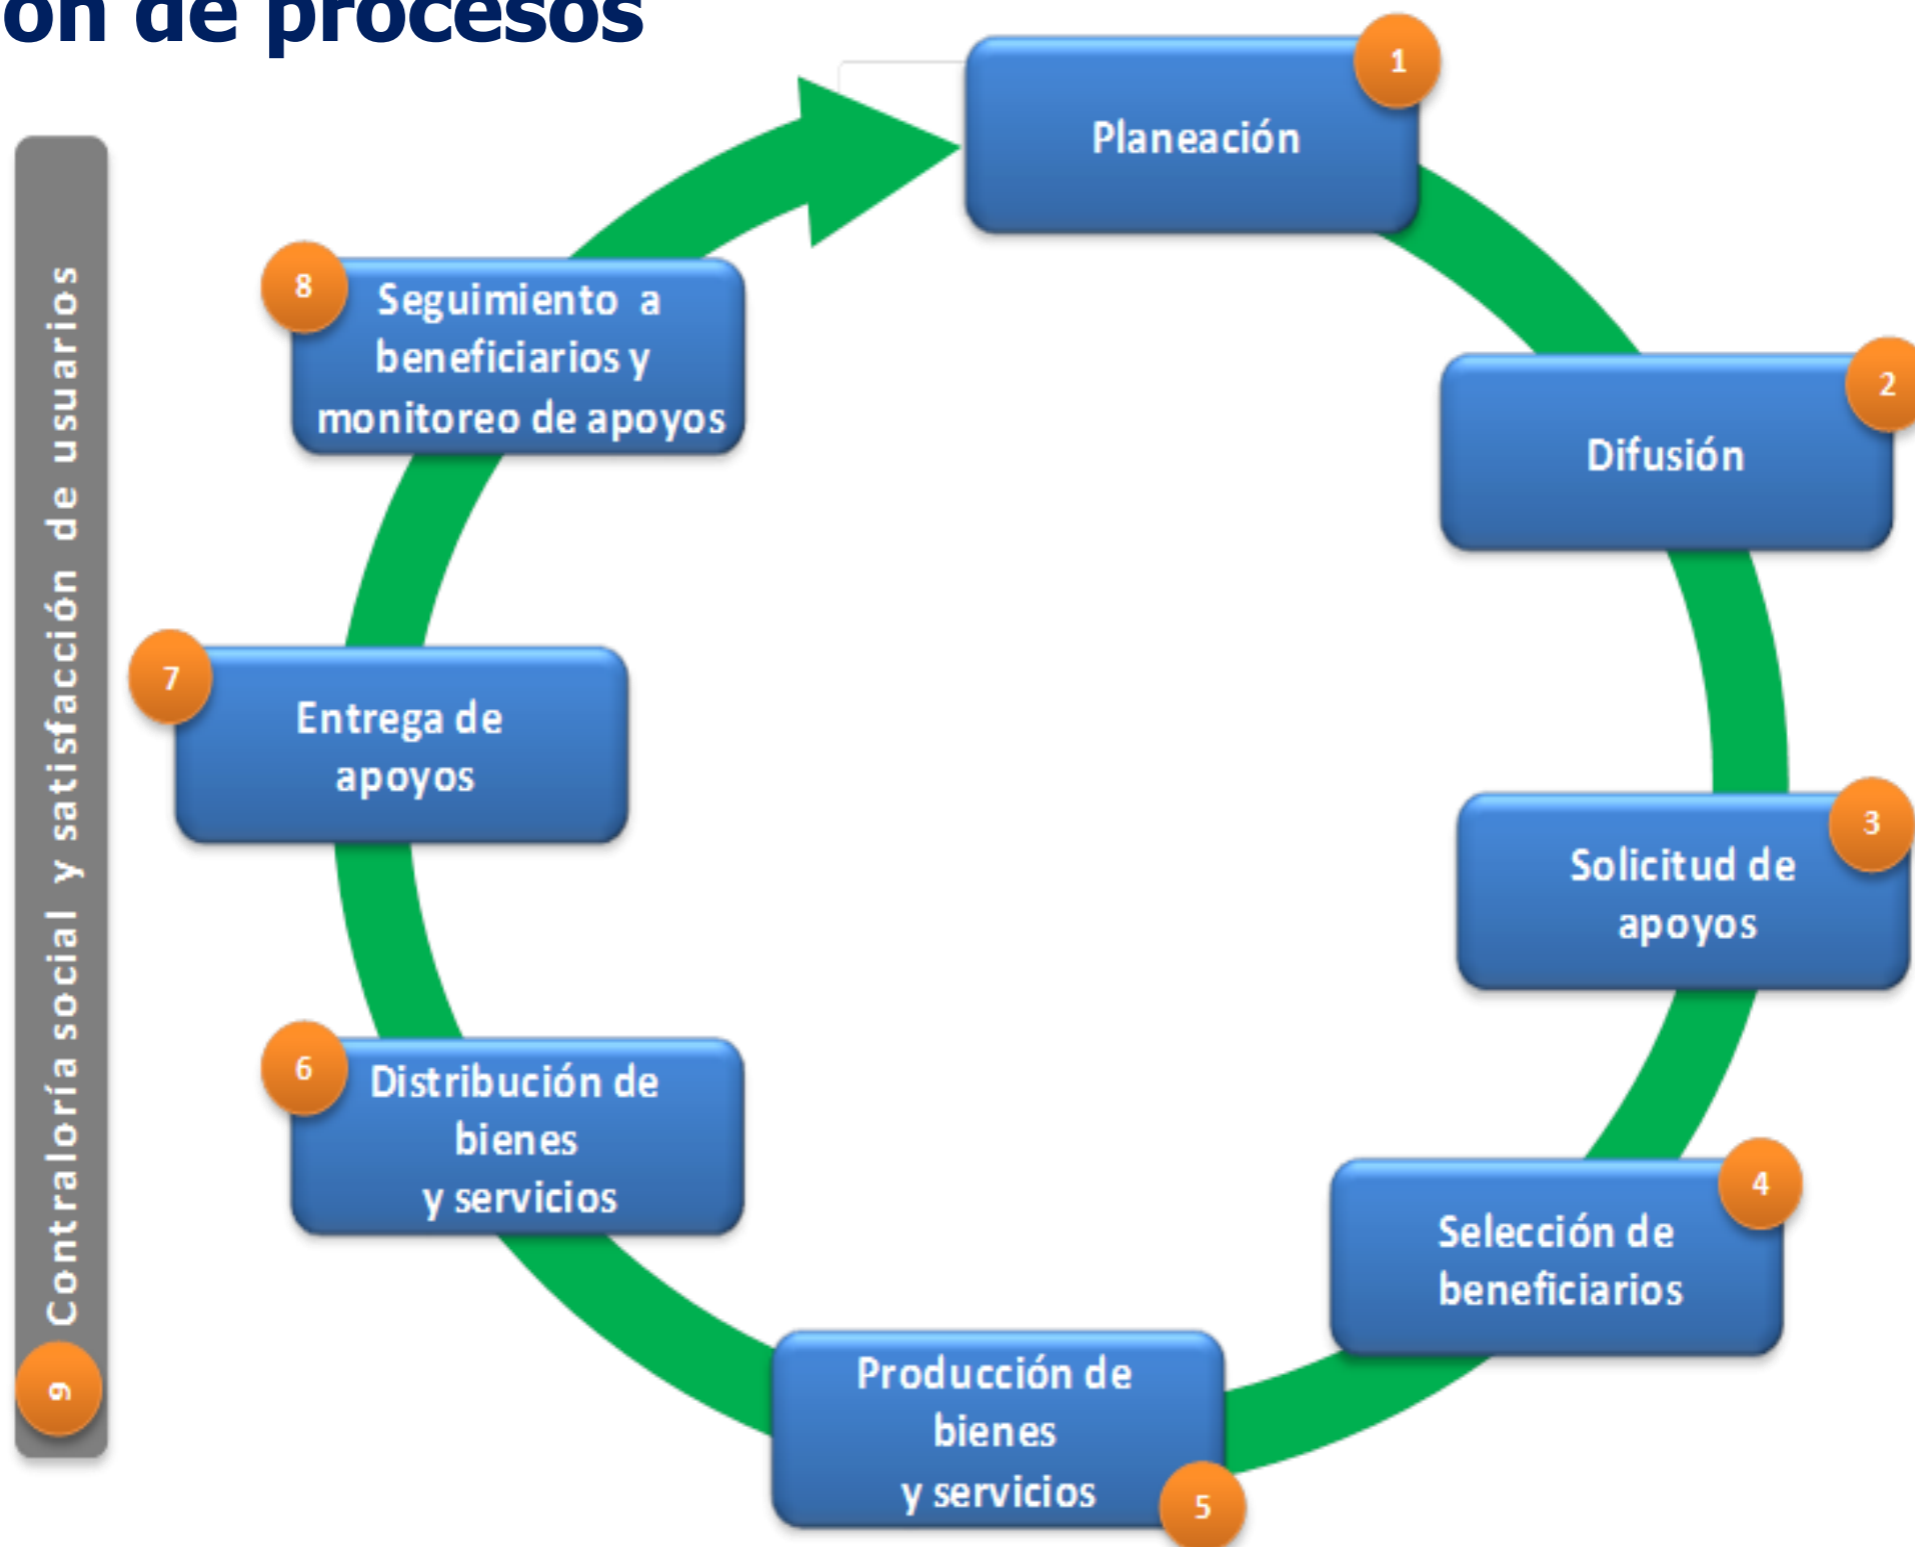 ón de procesos
1
Planeación
2
Difusión
3
Solicitud de
apoyos
4
Selección de
beneficiarios
5
Producción de
bienes
y servicios
6
Distribución de
bienes
y servicios
7
Entrega de
apoyos
8
Seguimiento a
beneficiarios y
monitoreo de apoyos
9
Contraloría social y satisfacción de usuarios